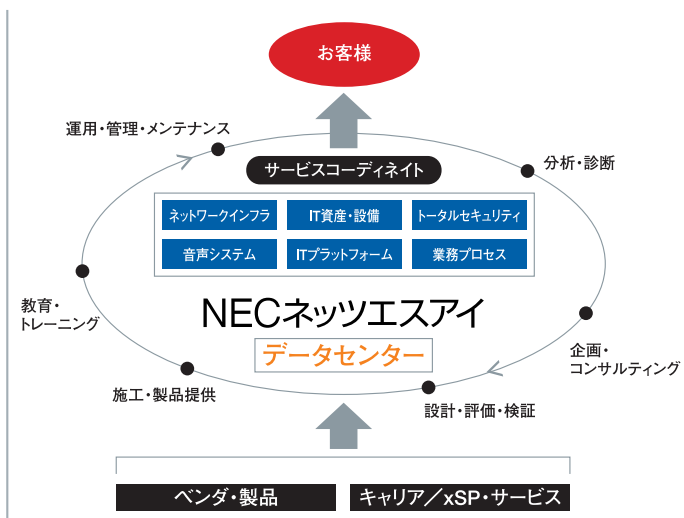 お客様
運用・管理・メンテナンス
サービスコーディネイト
分析・診断
ネットワークインフラ
IT資産・設備
トータルセキュリティ
音声システム
ITプラットフォーム
業務プロセス
教育・
トレーニング
NECネッツエスアイ
データセンター
企画・
コンサルティング
施工・製品提供
設計・評価・検証
ベンダ・製品
キャリア／xSP・サービス